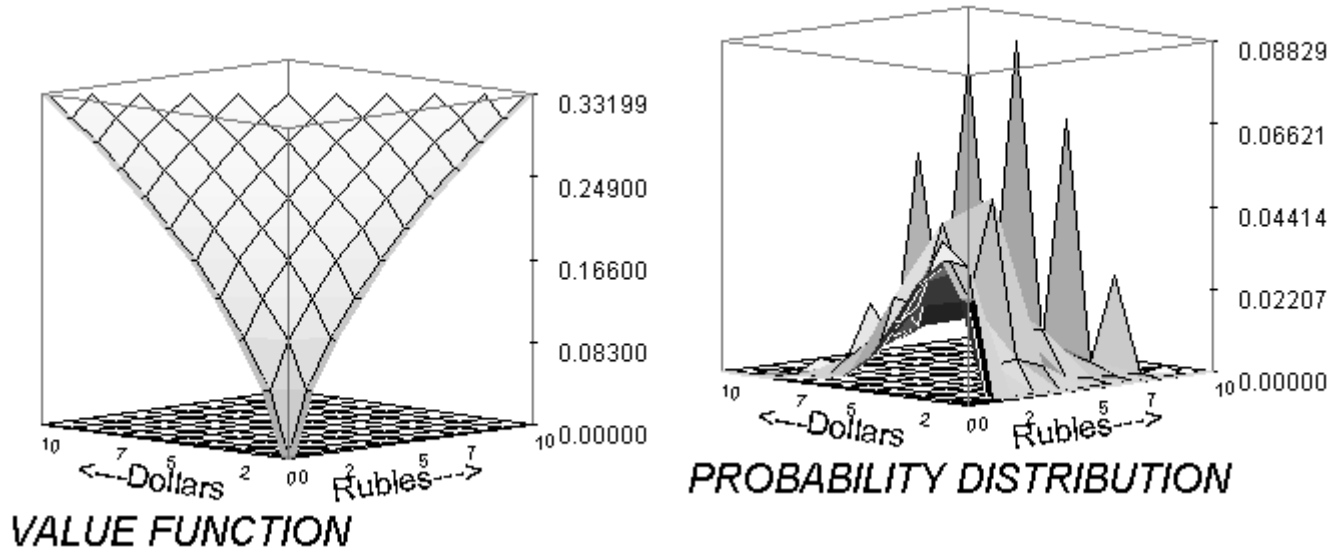 0.33199
0.24900
0.16600
0.08300
0.00000
10 7 5 2 0 0 2 5 7 10
<---Dollars Rubles--->
VALUE FUNCTION
0.08829
0.06621
0.04414
0.02207
0.00000
10 7 5 2 0 0 2 5 7 10
<---Dollars Rubles--->
PROBABILITY DISTRIBUTION